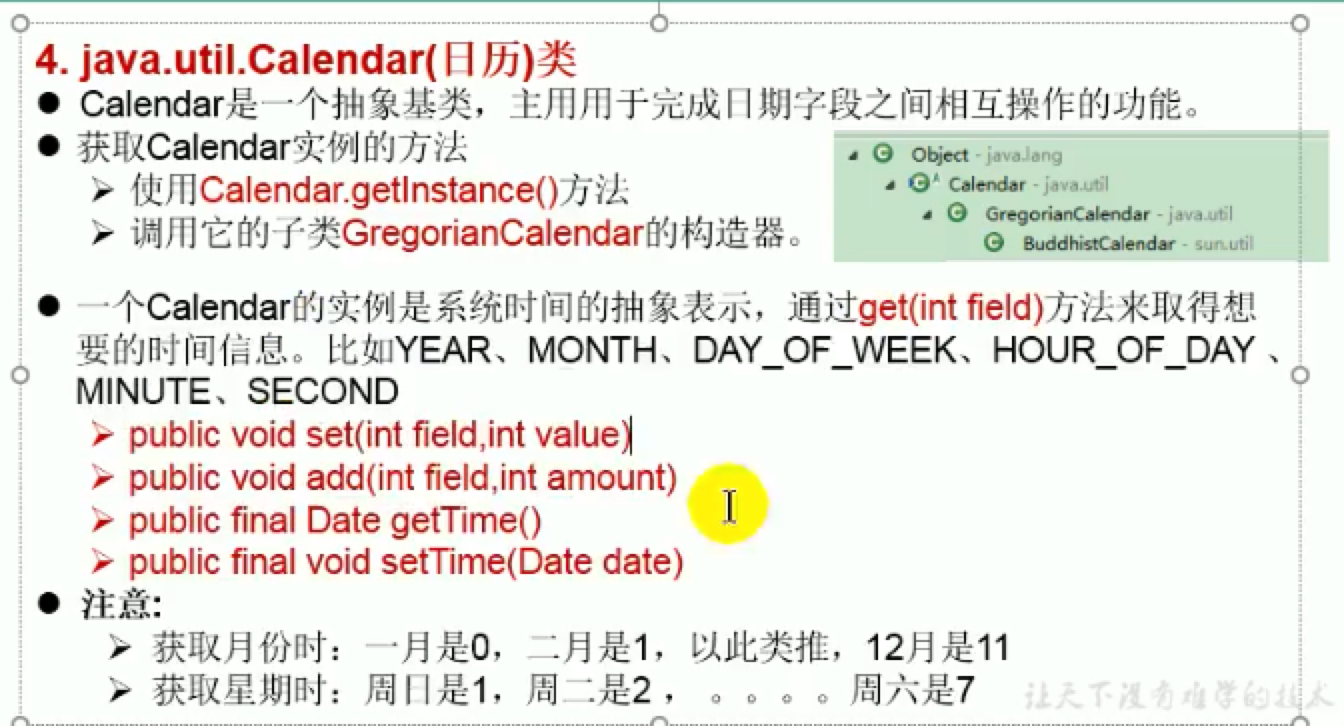 4. java.util.Calendar(日历)类
● Calendar是一个抽象基类，主用用于完成日期字段之间相互操作的功能。
● 获取Calendar实例的方法
➢ 使用Calendar.getInstance()方法
➢ 调用它的子类GregorianCalendar的构造器。
Object - java.lang
Calendar - java.util
GregorianCalendar - java.util
BuddhistCalendar - sun.util
● 一个Calendar的实例是系统时间的抽象表示，通过get(int field)方法来取得想
要的时间信息。比如YEAR、MONTH、DAY_OF_WEEK、HOUR_OF_DAY 、
MINUTE、SECOND
➢ public void set(int field,int value)
➢ public void add(int field,int amount)
➢ public final Date getTime()
➢ public final void setTime(Date date)
● 注意:
➢ 获取月份时：一月是0，二月是1，以此类推，12月是11
➢ 获取星期时：周日是1，周二是2 ，。。。。周六是7
让天下没有难学的技术